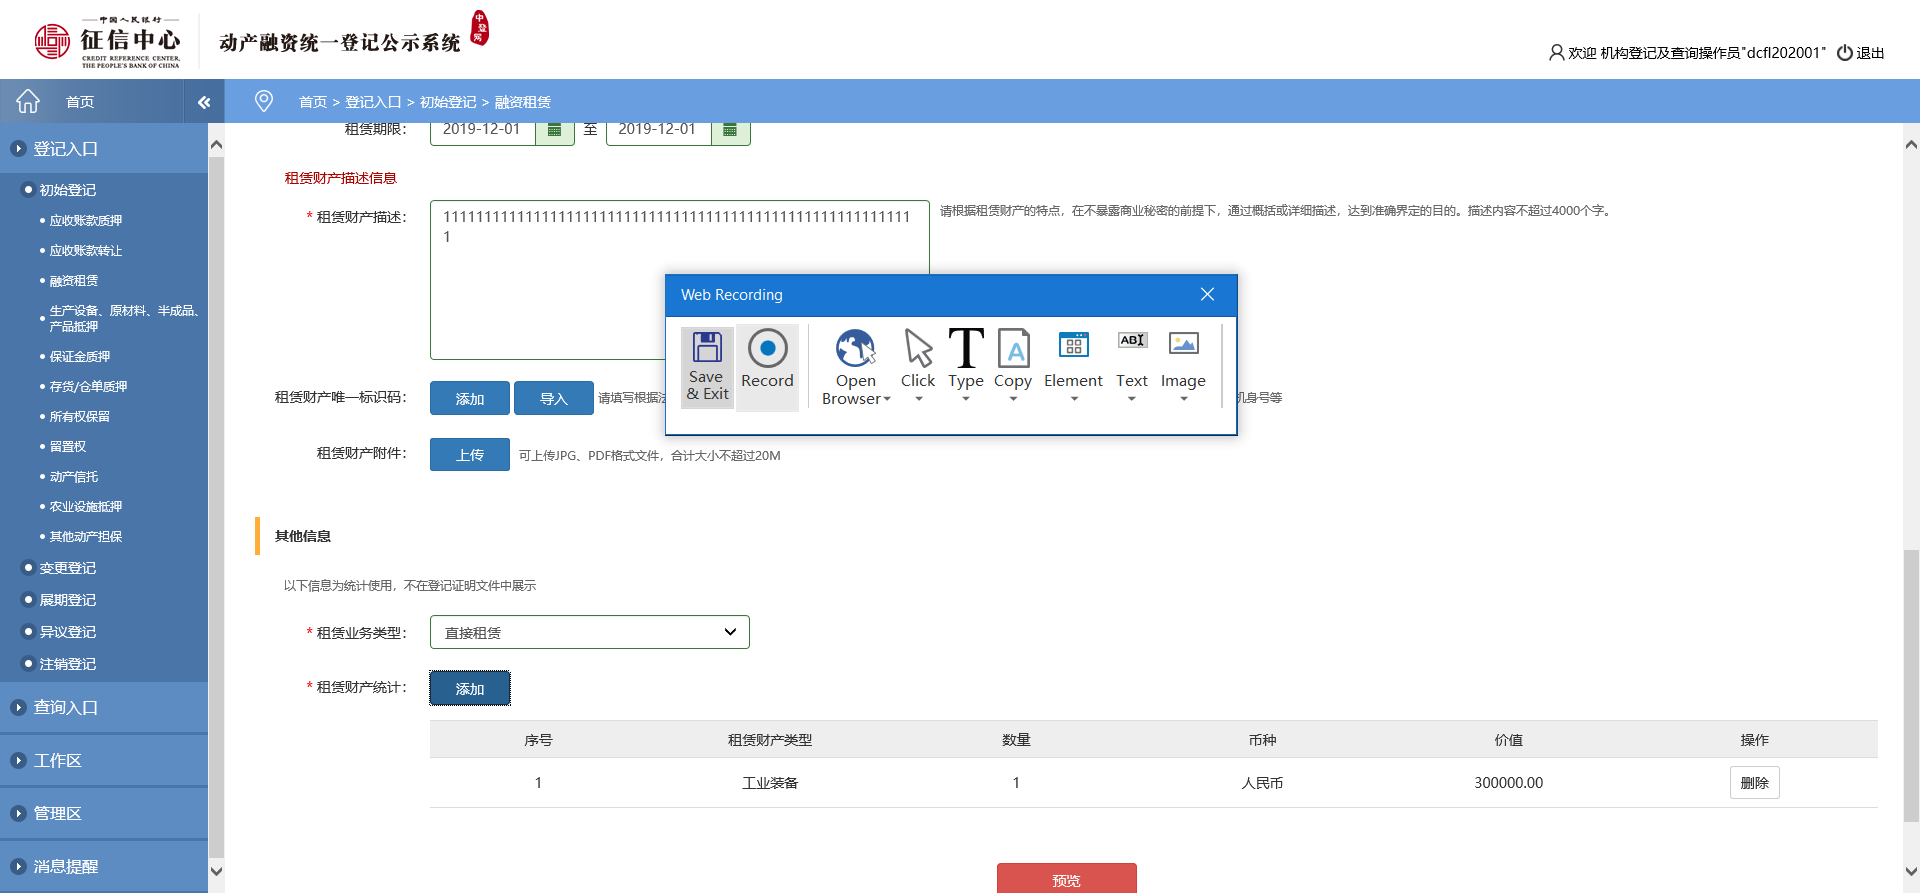 中国人民银行
征信中心
CREDIT REFERENCE CENTER,
THE PEOPLE'S BANK OF CHINA
动产融资统一登记公示系统
中登网
欢迎 机构登记及查询操作员"dcfl202001" 退出
首页
首页 > 登记入口 > 初始登记 > 融资租赁
登记入口
初始登记
应收账款质押
应收账款转让
融资租赁
生产设备、原材料、半成品、
产品抵押
保证金质押
存货/仓单质押
所有权保留
留置权
动产信托
农业设施抵押
其他动产担保
变更登记
展期登记
异议登记
注销登记
查询入口
工作区
管理区
消息提醒
租赁期限： 2019-12-01 至 2019-12-01
租赁财产描述信息
* 租赁财产描述：
111111111111111111111111111111111111111111111111111111111
1
请根据租赁财产的特点，在不暴露商业秘密的前提下，通过概括或详细描述，达到准确界定的目的。描述内容不超过4000个字。
Web Recording
Save
& Exit
Record
Open
Browser
Click
Type
Copy
Element
ABI
Text
Image
租赁财产唯一标识码： 添加 导入 请填写根据 机身号等
租赁财产附件： 上传 可上传JPG、PDF格式文件，合计大小不超过20M
其他信息
以下信息为统计使用，不在登记证明文件中展示
* 租赁业务类型： 直接租赁
* 租赁财产统计： 添加
序号 租赁财产类型 数量 币种 价值 操作
1 工业装备 1 人民币 300000.00 删除
预览